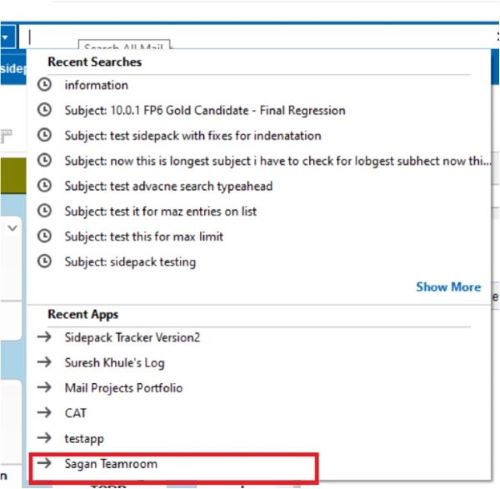 Search All Mail
sidep
Recent Searches
information
Subject: 10.0.1 FP6 Gold Candidate - Final Regression
Subject: test sidepack with fixes for indenatation
Subject: now this is longest subject i have to check for lobgest subhect now thi...
Subject: test advacne search typeahead
Subject: test it for maz entries on list
Subject: test this for max limit
Subject: sidepack testing
Show More
Recent Apps
Sidepack Tracker Version2
Suresh Khule's Log
Mail Projects Portfolio
CAT
testapp
Sagan Teamroom